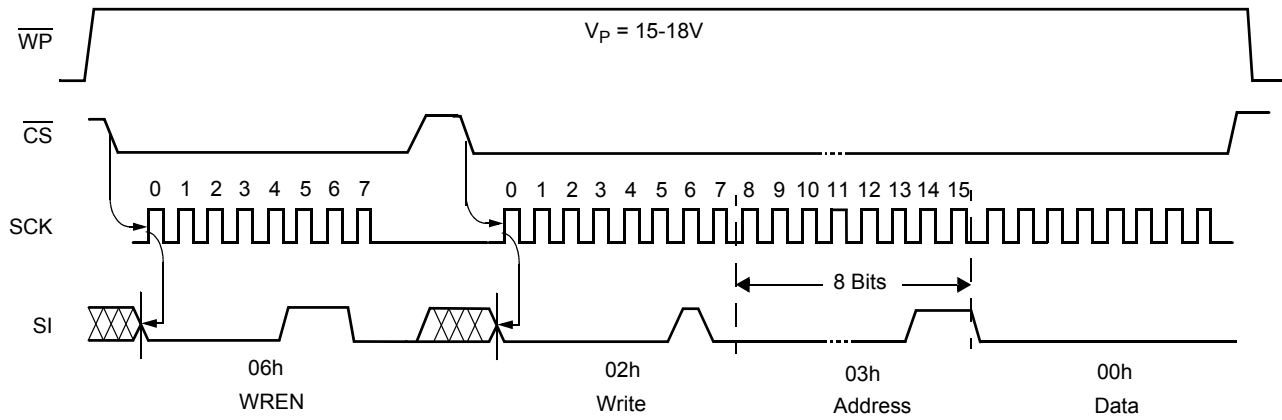 WP
V_P = 15-18V
CS
0 1 2 3 4 5 6 7 0 1 2 3 4 5 6 7 8 9 10 11 12 13 14 15
SCK
8 Bits
SI
06h 02h 03h 00h
WREN Write Address Data